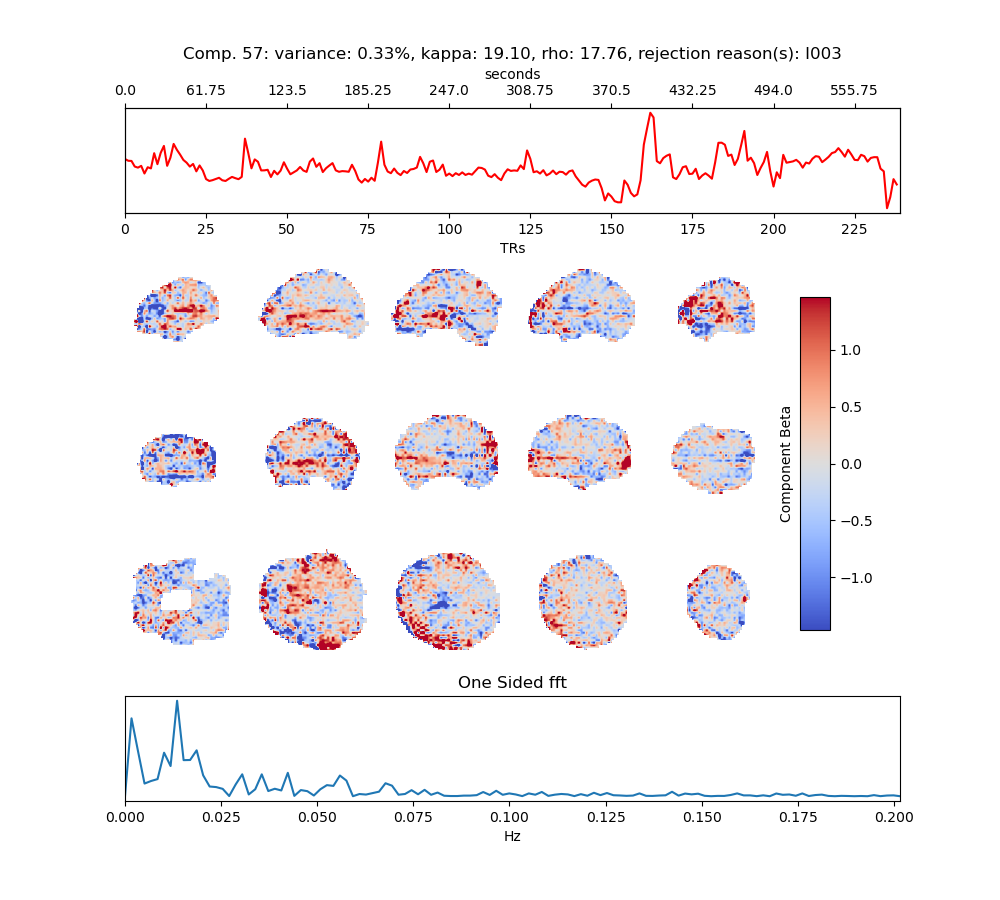 Comp. 57: variance: 0.33%, kappa: 19.10, rho: 17.76, rejection reason(s): I003
seconds
0.0 61.75 123.5 185.25 247.0 308.75 370.5 432.25 494.0 555.75
0 25 50 75 100 125 150 175 200 225
TRs
1.0
0.5
0.0
−0.5
−1.0
Component Beta
One Sided fft
0.000 0.025 0.050 0.075 0.100 0.125 0.150 0.175 0.200
Hz